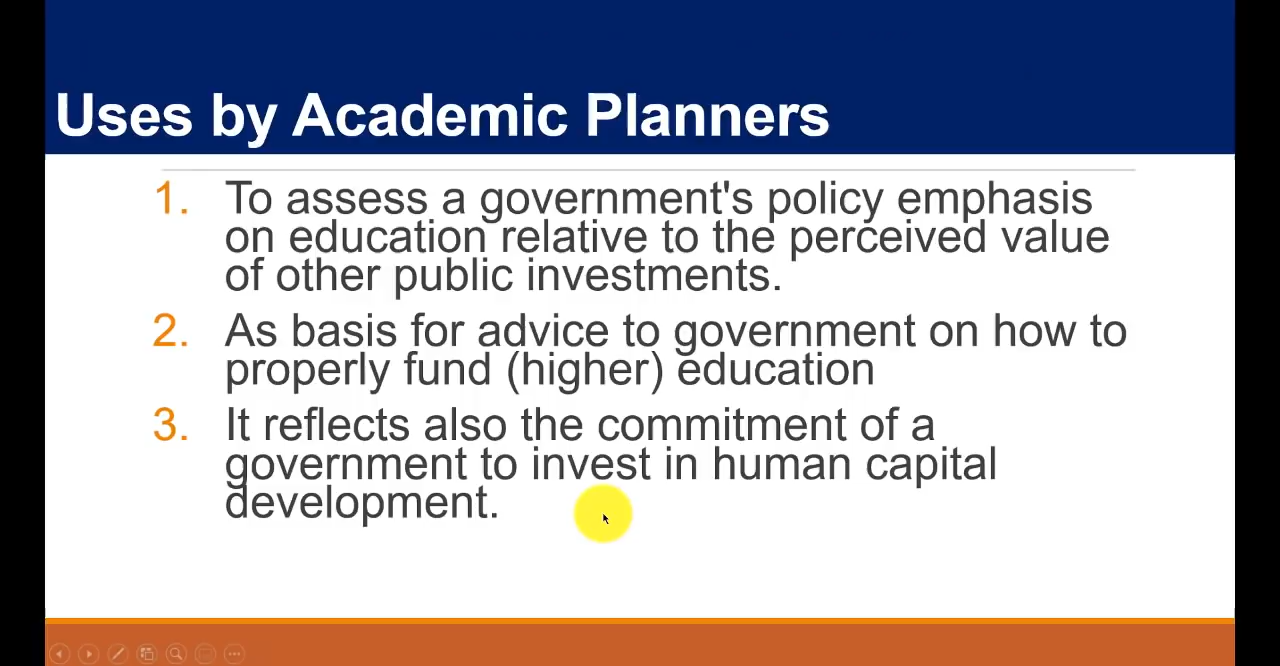 Uses by Academic Planners
1. To assess a government's policy emphasis
on education relative to the perceived value
of other public investments.
2. As basis for advice to government on how to
properly fund (higher) education
3. It reflects also the commitment of a
government to invest in human capital
development.